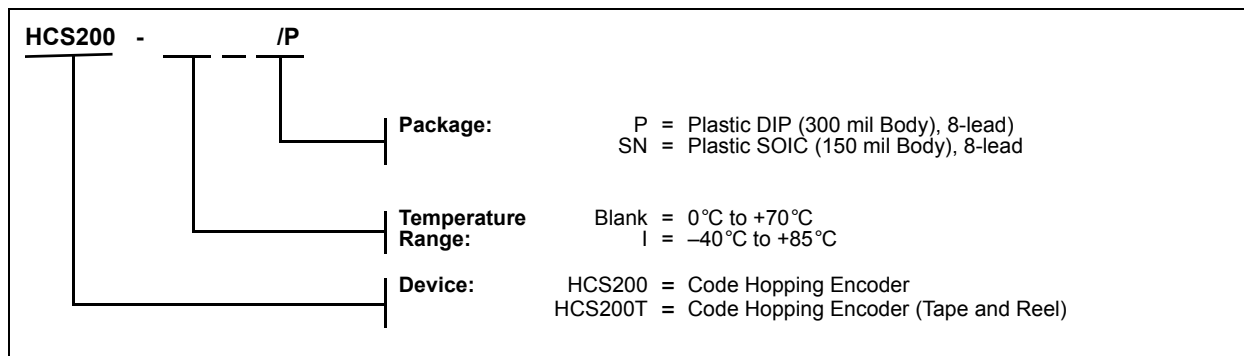 HCS200 - /P
Package: P = Plastic DIP (300 mil Body), 8-lead)
SN = Plastic SOIC (150 mil Body), 8-lead
Temperature Blank = 0°C to +70°C
Range: I = –40°C to +85°C
Device: HCS200 = Code Hopping Encoder
HCS200T = Code Hopping Encoder (Tape and Reel)